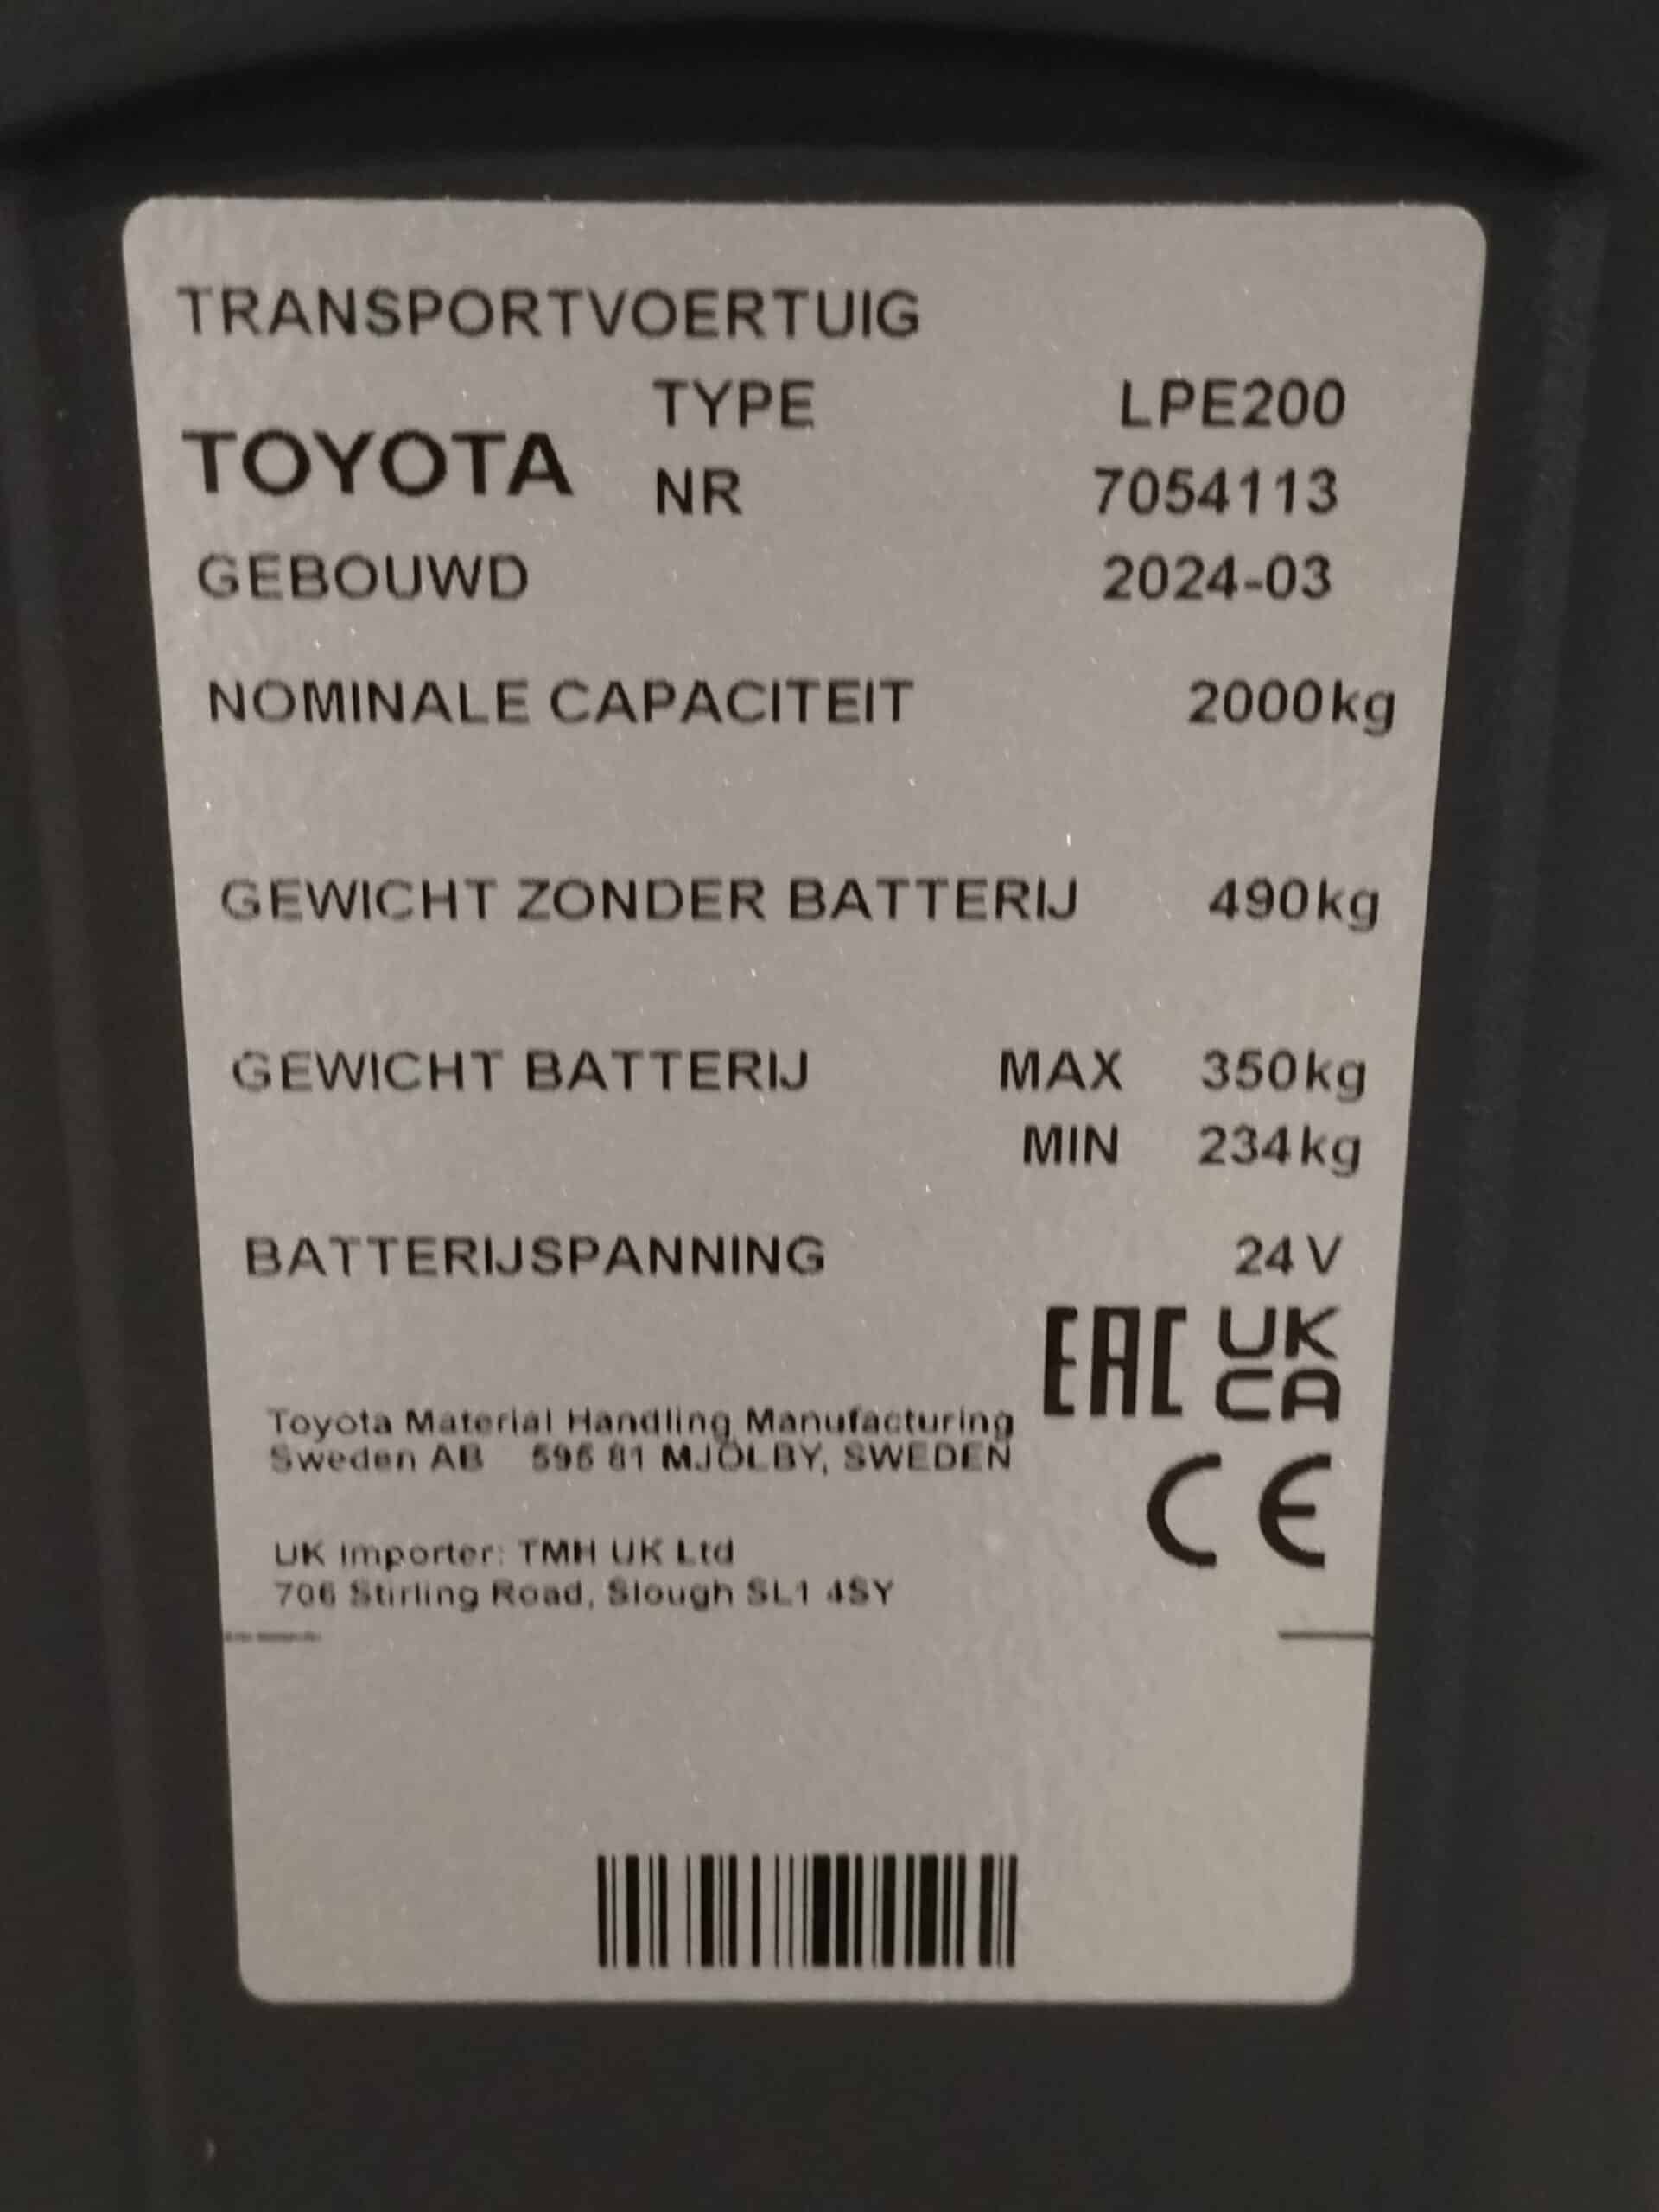 TRANSPORTVOERTUIG
TYPE LPE200
TOYOTA
NR 7054113
GEBOUWD 2024-03
NOMINALE CAPACITEIT 2000kg
GEWICHT ZONDER BATTERIJ 490kg
GEWICHT BATTERIJ MAX 350kg
MIN 234kg
BATTERIJSPANNING 24V
EAC UK
CA
Toyota Material Handling Manufacturing
Sweden AB 595 81 MJÖLBY, SWEDEN
CE
UK Importer: TMH UK Ltd
706 Stirling Road, Slough SL1 4SY